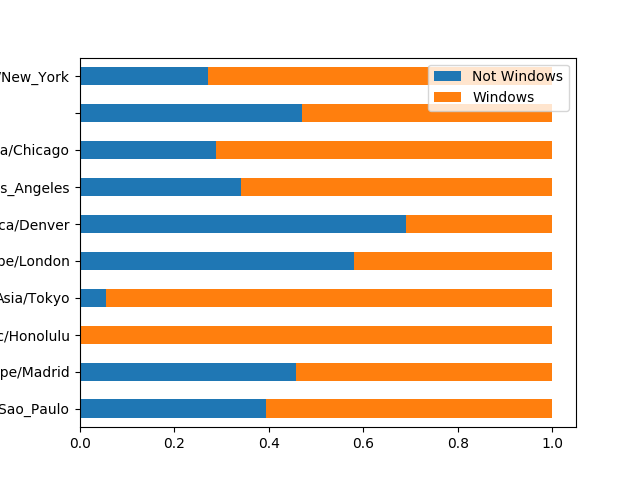 /New_York
a/Chicago
s_Angeles
ca/Denver
pe/London
Asia/Tokyo
c/Honolulu
pe/Madrid
Sao_Paulo
Not Windows
Windows
0.0 0.2 0.4 0.6 0.8 1.0